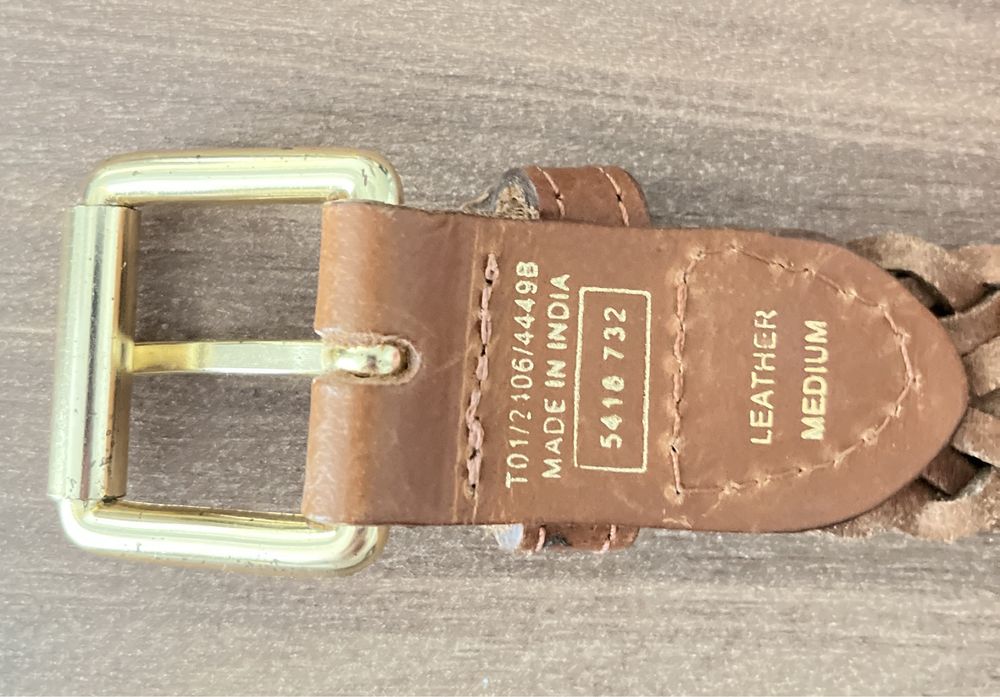 T01/2106/4449B
MADE IN INDIA
5416 732
LEATHER
MEDIUM